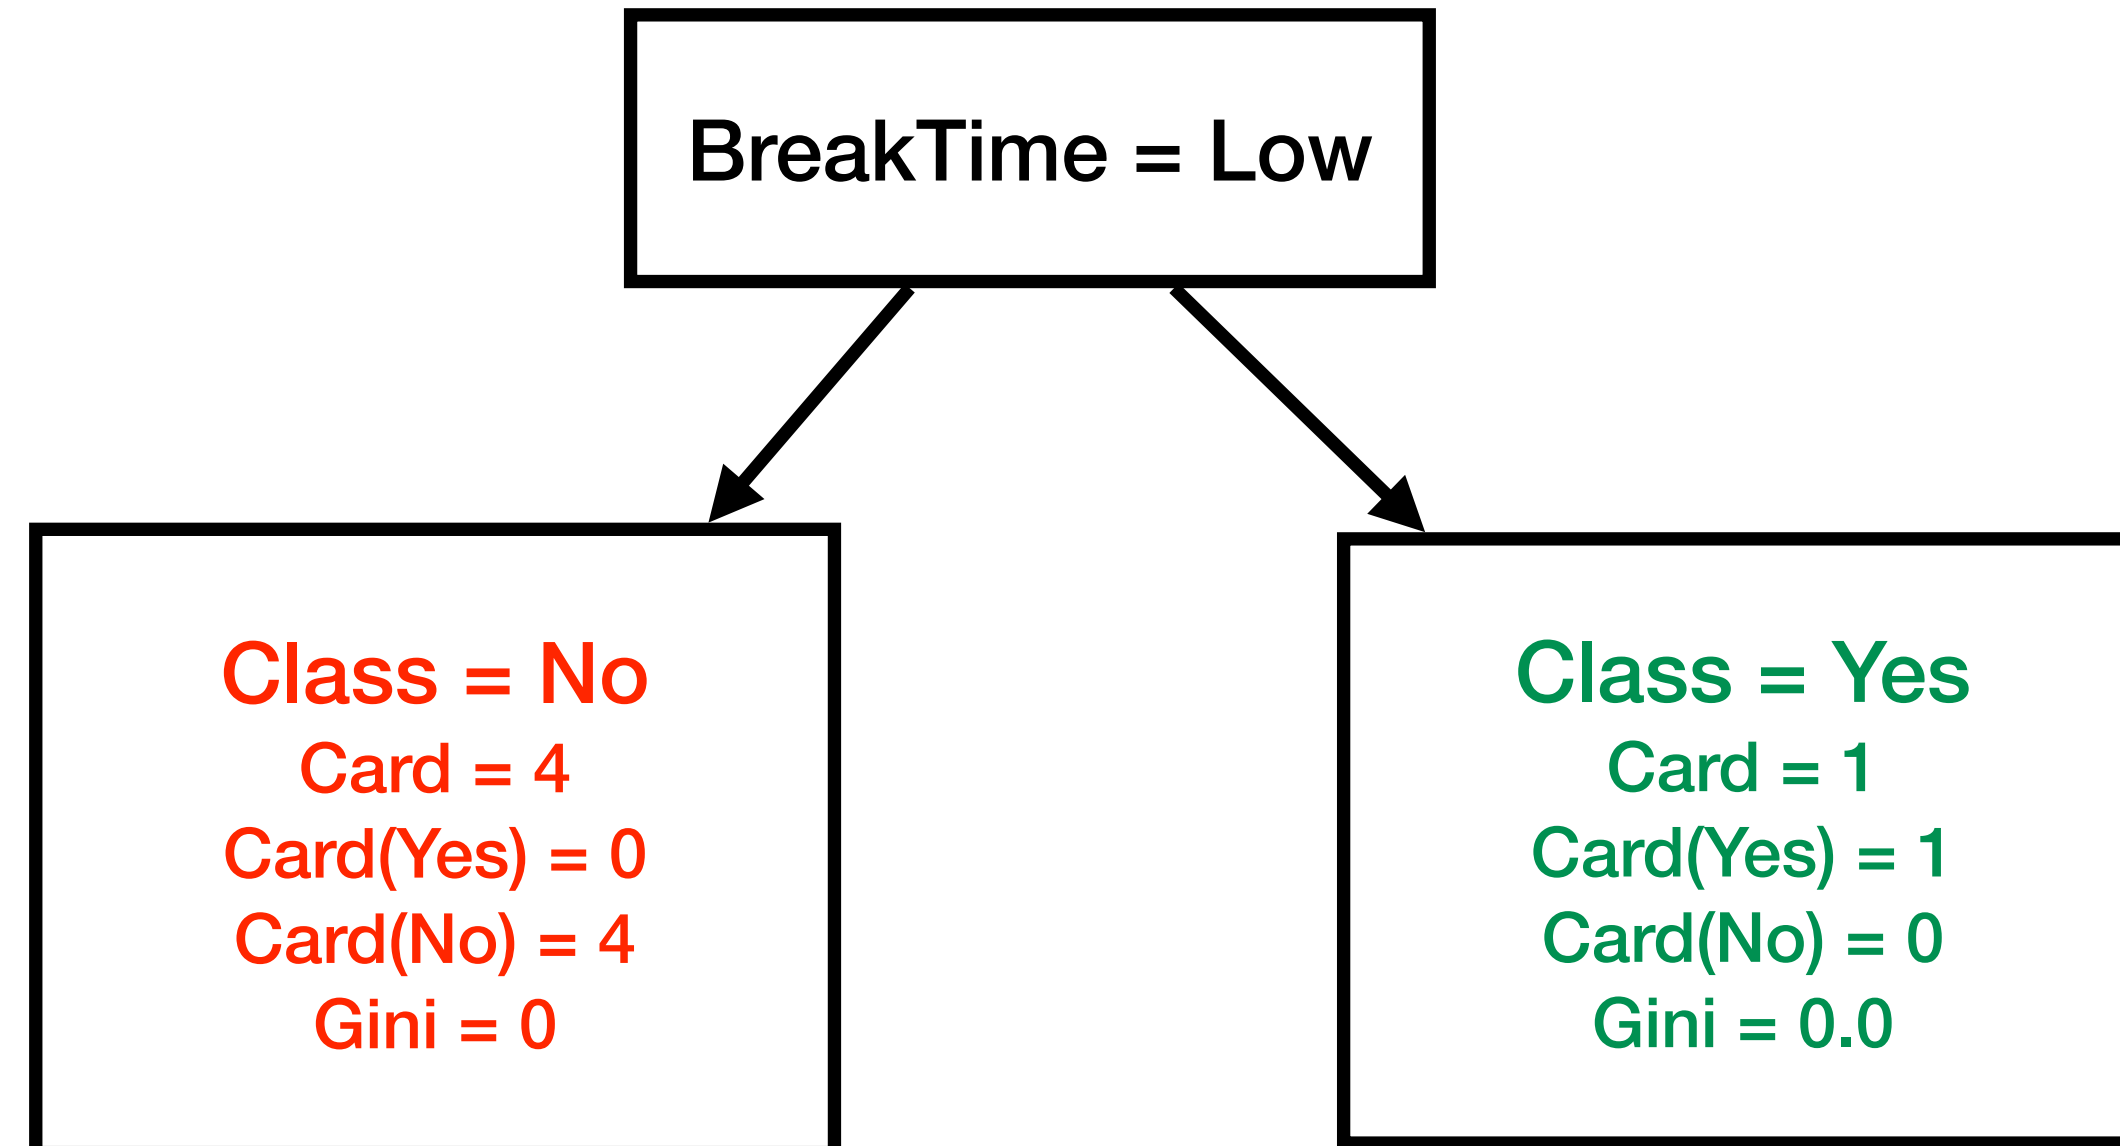 BreakTime = Low
Class = No
Card = 4
Card(Yes) = 0
Card(No) = 4
Gini = 0
Class = Yes
Card = 1
Card(Yes) = 1
Card(No) = 0
Gini = 0.0